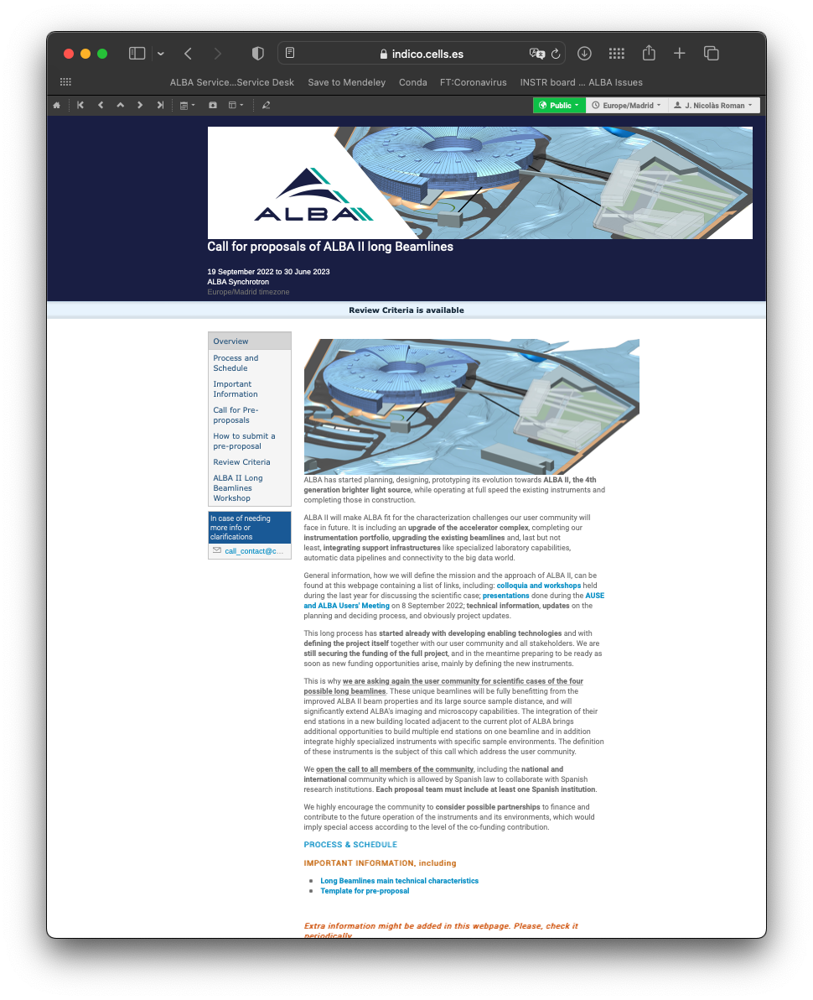 indico.cells.es
ALBA Service...Service Desk Save to Mendeley Conda FT:Coronavirus INSTR board ... ALBA Issues
Public Europe/Madrid J. Nicolàs Roman
ALBA
Call for proposals of ALBA II long Beamlines
19 September 2022 to 30 June 2023
ALBA Synchrotron
Europe/Madrid timezone
Review Criteria is available
Overview
Process and
Schedule
Important
Information
Call for Pre-
proposals
How to submit a
pre-proposal
Review Criteria
ALBA II Long
Beamlines
Workshop
In case of needing
more info or
clarifications
call_contact@c...
ALBA has started planning, designing, prototyping its evolution towards ALBA II, the 4th
generation brighter light source, while operating at full speed the existing instruments and
completing those in construction.
ALBA II will make ALBA fit for the characterization challenges our user community will
face in future. It is including an upgrade of the accelerator complex, completing our
instrumentation portfolio, upgrading the existing beamlines and, last but not
least, integrating support infrastructures like specialized laboratory capabilities,
automatic data pipelines and connectivity to the big data world.
General information, how we will define the mission and the approach of ALBA II, can be
found at this webpage containing a list of links, including: colloquia and workshops held
during the last year for discussing the scientific case; presentations done during the AUSE
and ALBA Users' Meeting on 8 September 2022; technical information, updates on the
planning and deciding process, and obviously project updates.
This long process has started already with developing enabling technologies and with
defining the project itself together with our user community and all stakeholders. We are
still securing the funding of the full project, and in the meantime preparing to be ready as
soon as new funding opportunities arise, mainly by defining the new instruments.
This is why we are asking again the user community for scientific cases of the four
possible long beamlines. These unique beamlines will be fully benefitting from the
improved ALBA II beam properties and its large source sample distance, and will
significantly extend ALBA's imaging and microscopy capabilities. The integration of their
end stations in a new building located adjacent to the current plot of ALBA brings
additional opportunities to build multiple end stations on one beamline and in addition
integrate highly specialized instruments with specific sample environments. The definition
of these instruments is the subject of this call which address the user community.
We open the call to all members of the community, including the national and
international community which is allowed by Spanish law to collaborate with Spanish
research institutions. Each proposal team must include at least one Spanish institution.
We highly encourage the community to consider possible partnerships to finance and
contribute to the future operation of the instruments and its environments, which would
imply special access according to the level of the co-funding contribution.
PROCESS & SCHEDULE
IMPORTANT INFORMATION, including
Long Beamlines main technical characteristics
Template for pre-proposal
Extra information might be added in this webpage. Please, check it
periodically